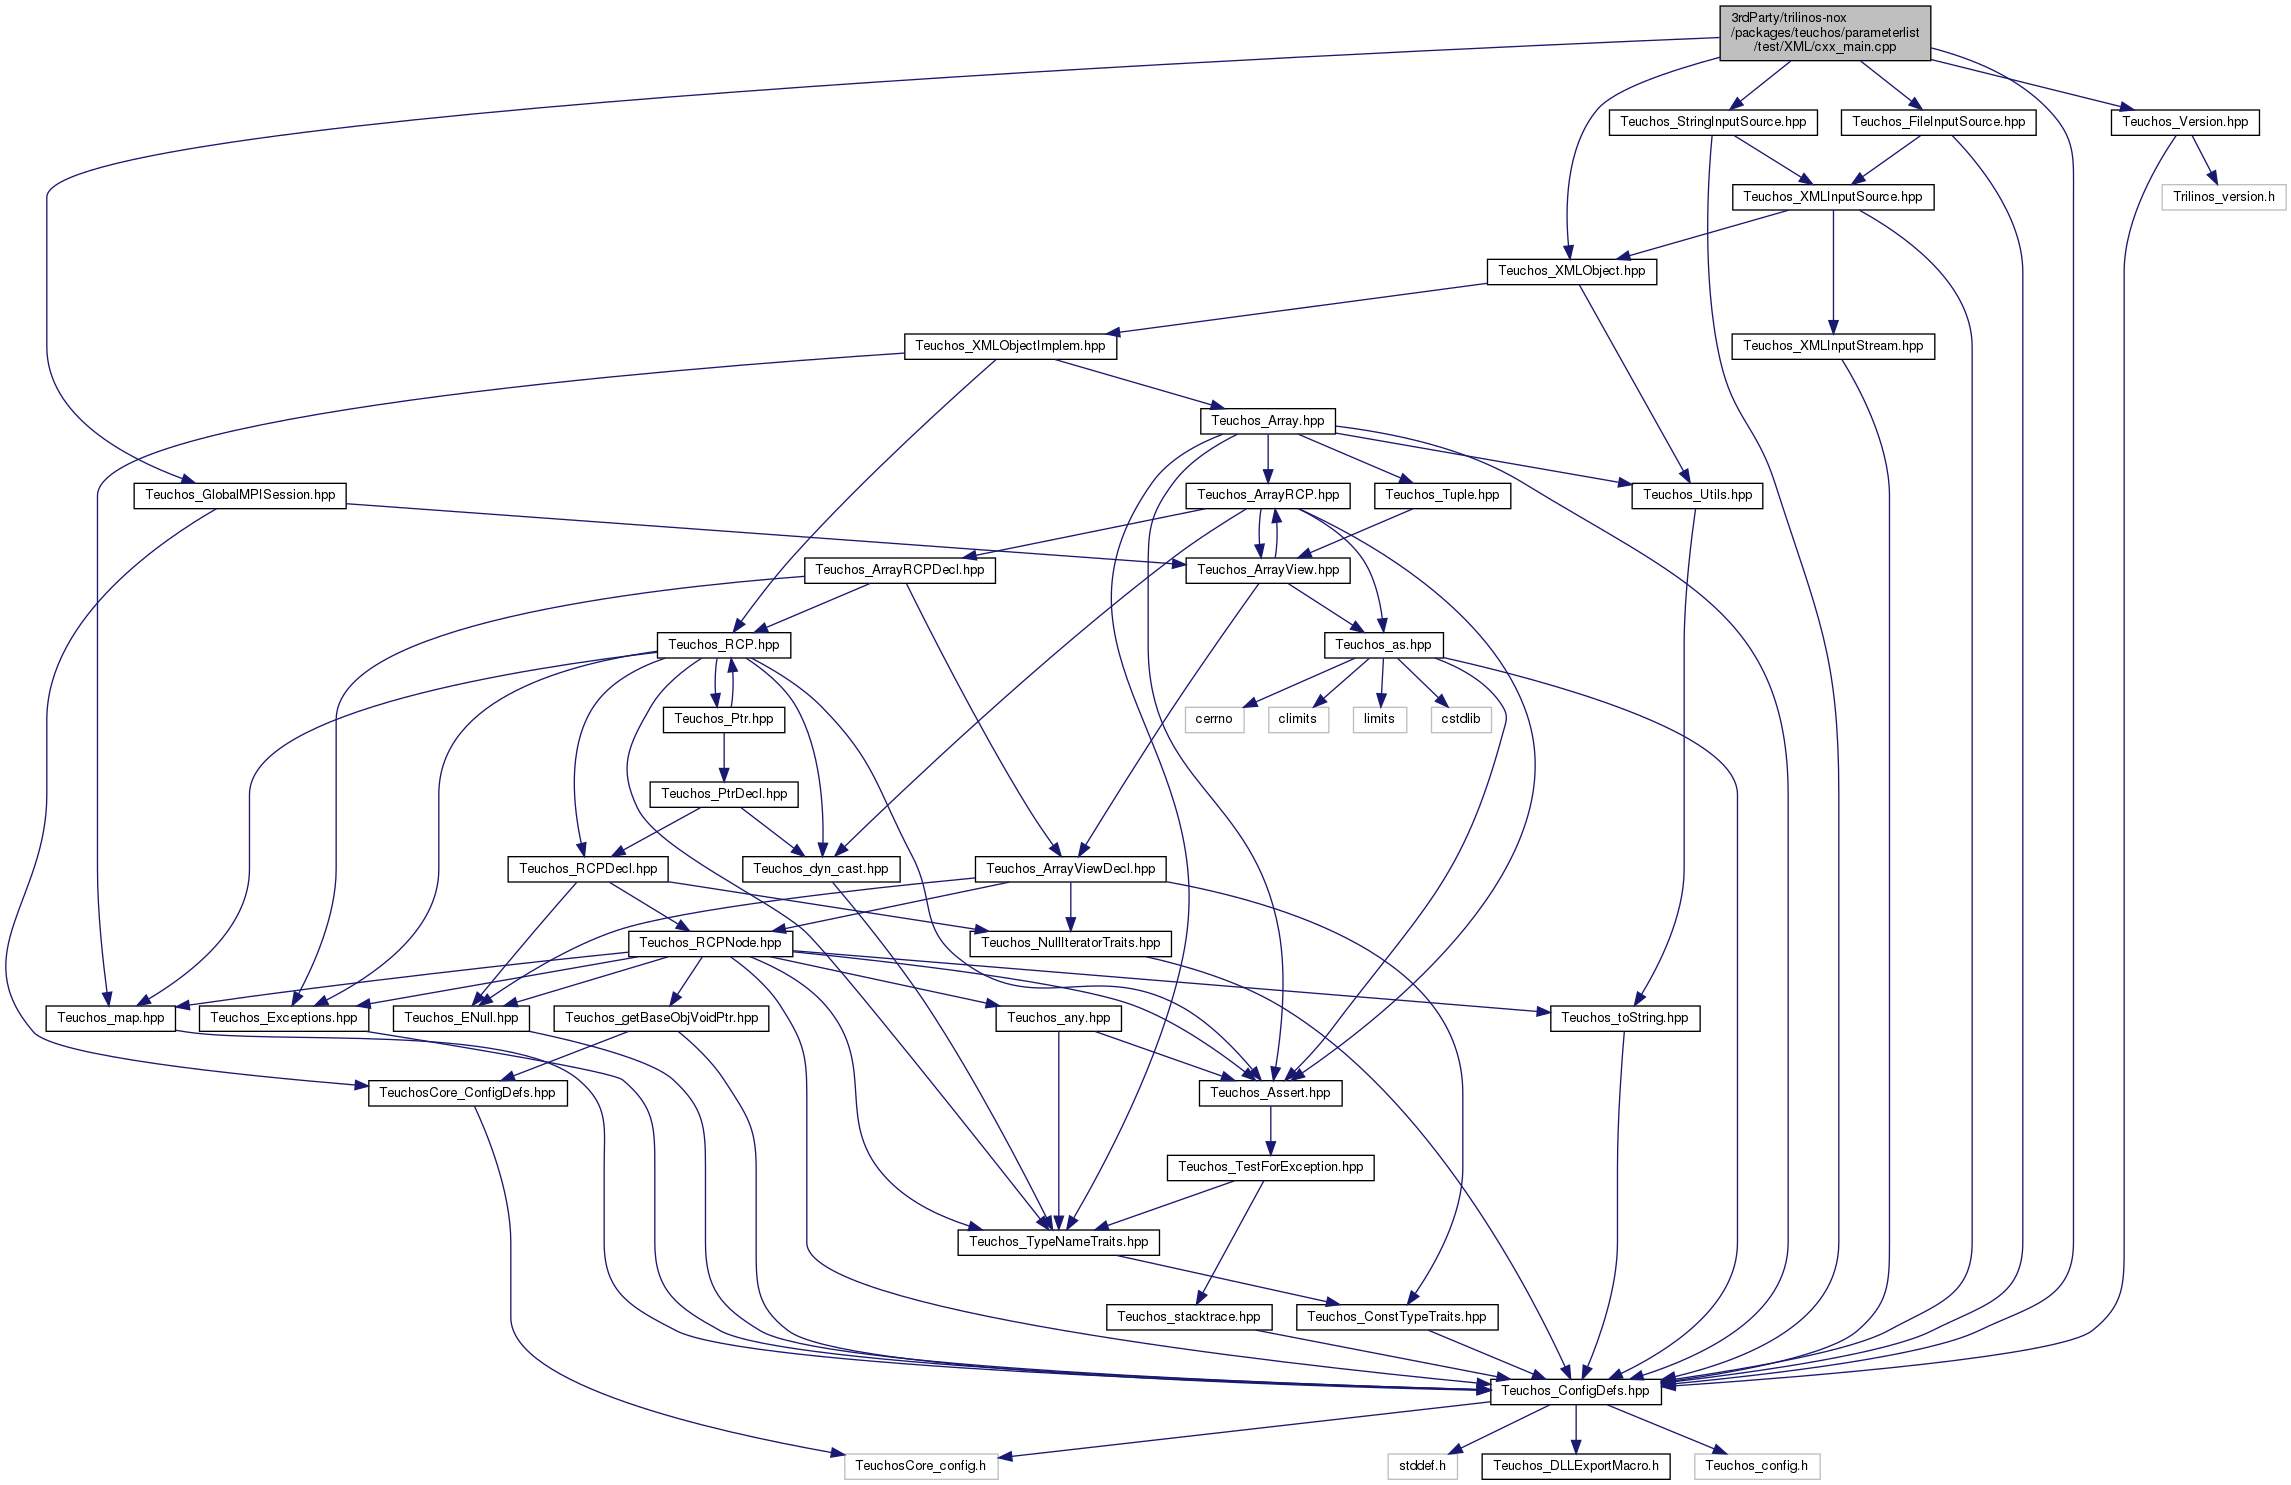 3rdParty/trilinos-nox
/packages/teuchos/parameterlist
/test/XML/cxx_main.cpp
Teuchos_StringInputSource.hpp
Teuchos_FileInputSource.hpp
Teuchos_Version.hpp
Teuchos_XMLInputSource.hpp
Trilinos_version.h
Teuchos_XMLObject.hpp
Teuchos_XMLObjectImplem.hpp
Teuchos_XMLInputStream.hpp
Teuchos_Array.hpp
Teuchos_GlobalMPISession.hpp
Teuchos_ArrayRCP.hpp
Teuchos_Tuple.hpp
Teuchos_Utils.hpp
Teuchos_ArrayRCPDecl.hpp
Teuchos_ArrayView.hpp
Teuchos_RCP.hpp
Teuchos_as.hpp
Teuchos_Ptr.hpp
cerrno
climits
limits
cstdlib
Teuchos_PtrDecl.hpp
Teuchos_RCPDecl.hpp
Teuchos_dyn_cast.hpp
Teuchos_ArrayViewDecl.hpp
Teuchos_RCPNode.hpp
Teuchos_NullIteratorTraits.hpp
Teuchos_map.hpp
Teuchos_Exceptions.hpp
Teuchos_ENull.hpp
Teuchos_getBaseObjVoidPtr.hpp
Teuchos_any.hpp
Teuchos_toString.hpp
TeuchosCore_ConfigDefs.hpp
Teuchos_Assert.hpp
Teuchos_TestForException.hpp
Teuchos_TypeNameTraits.hpp
Teuchos_stacktrace.hpp
Teuchos_ConstTypeTraits.hpp
Teuchos_ConfigDefs.hpp
TeuchosCore_config.h
stddef.h
Teuchos_DLLExportMacro.h
Teuchos_config.h